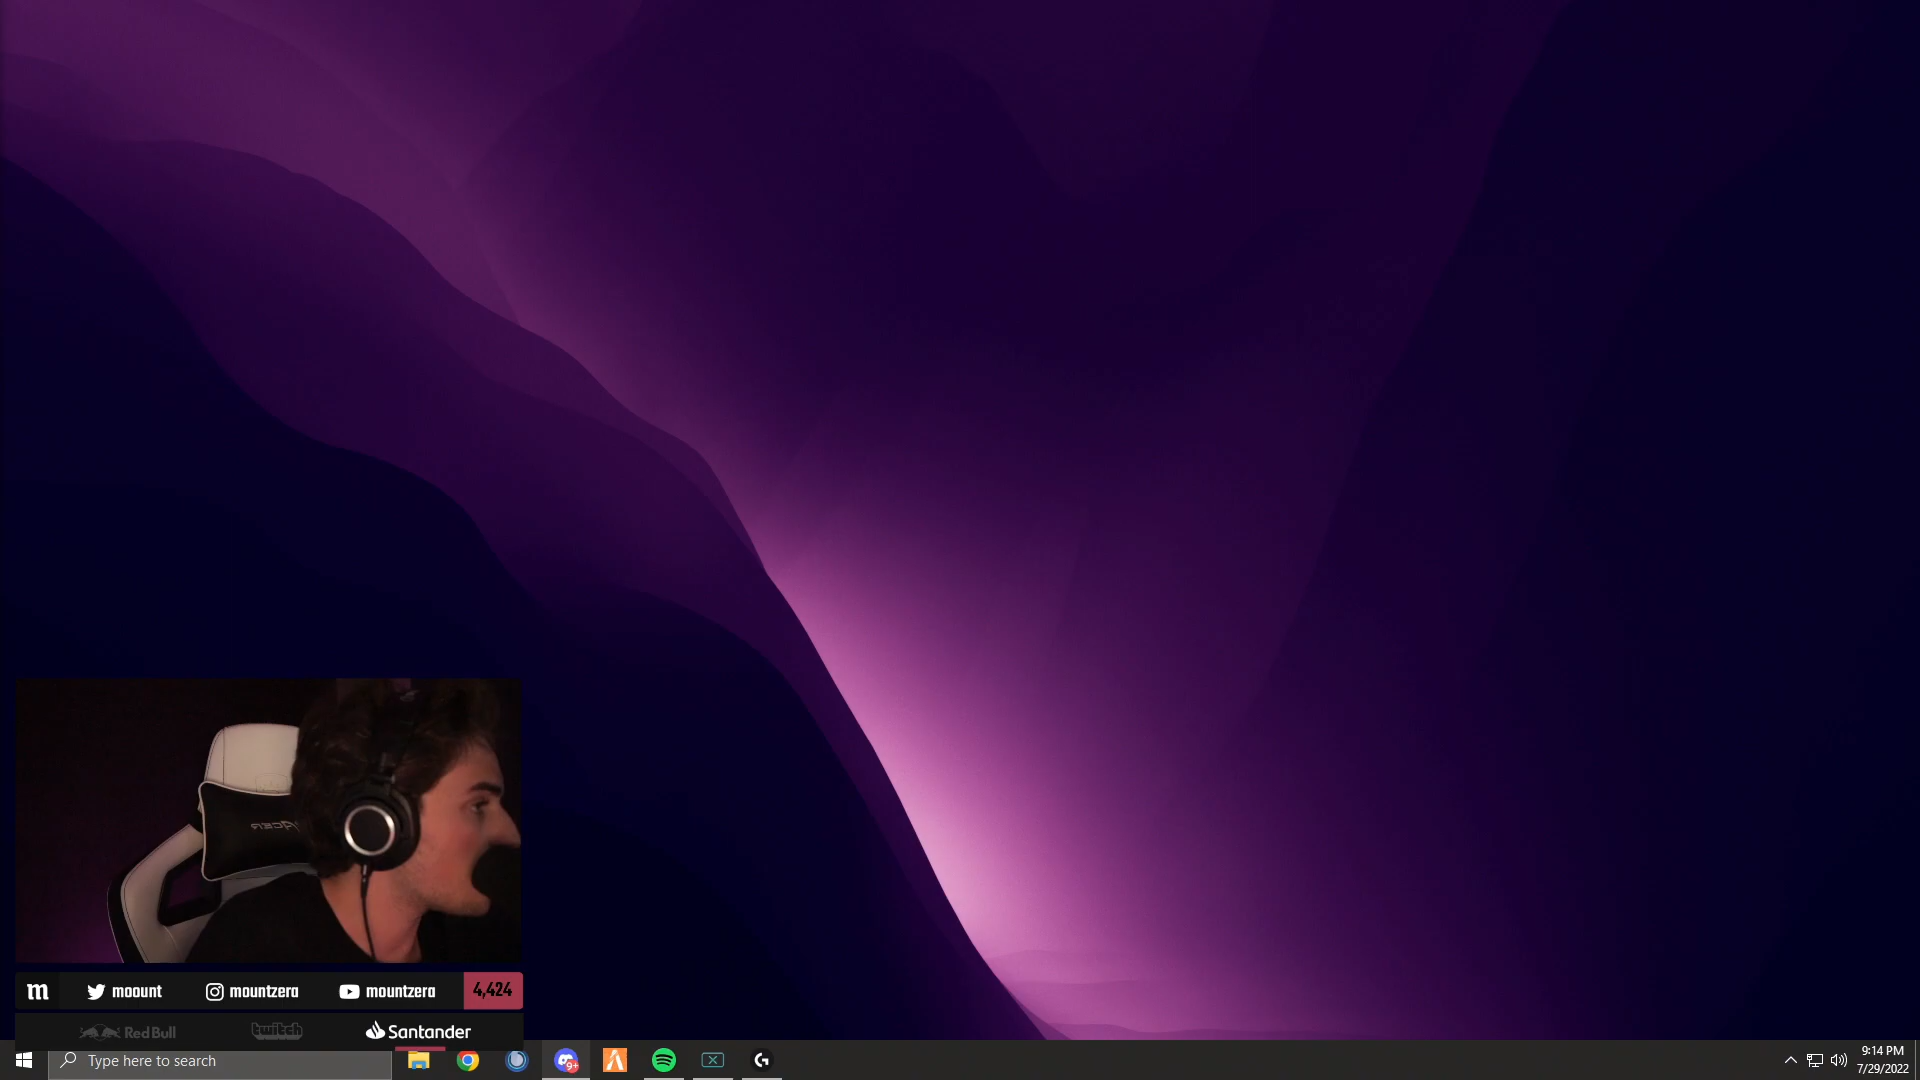 m moount mountzera mountzera 4,424
Red Bull twitch Santander
Type here to search
9+
9:14 PM
7/29/2022